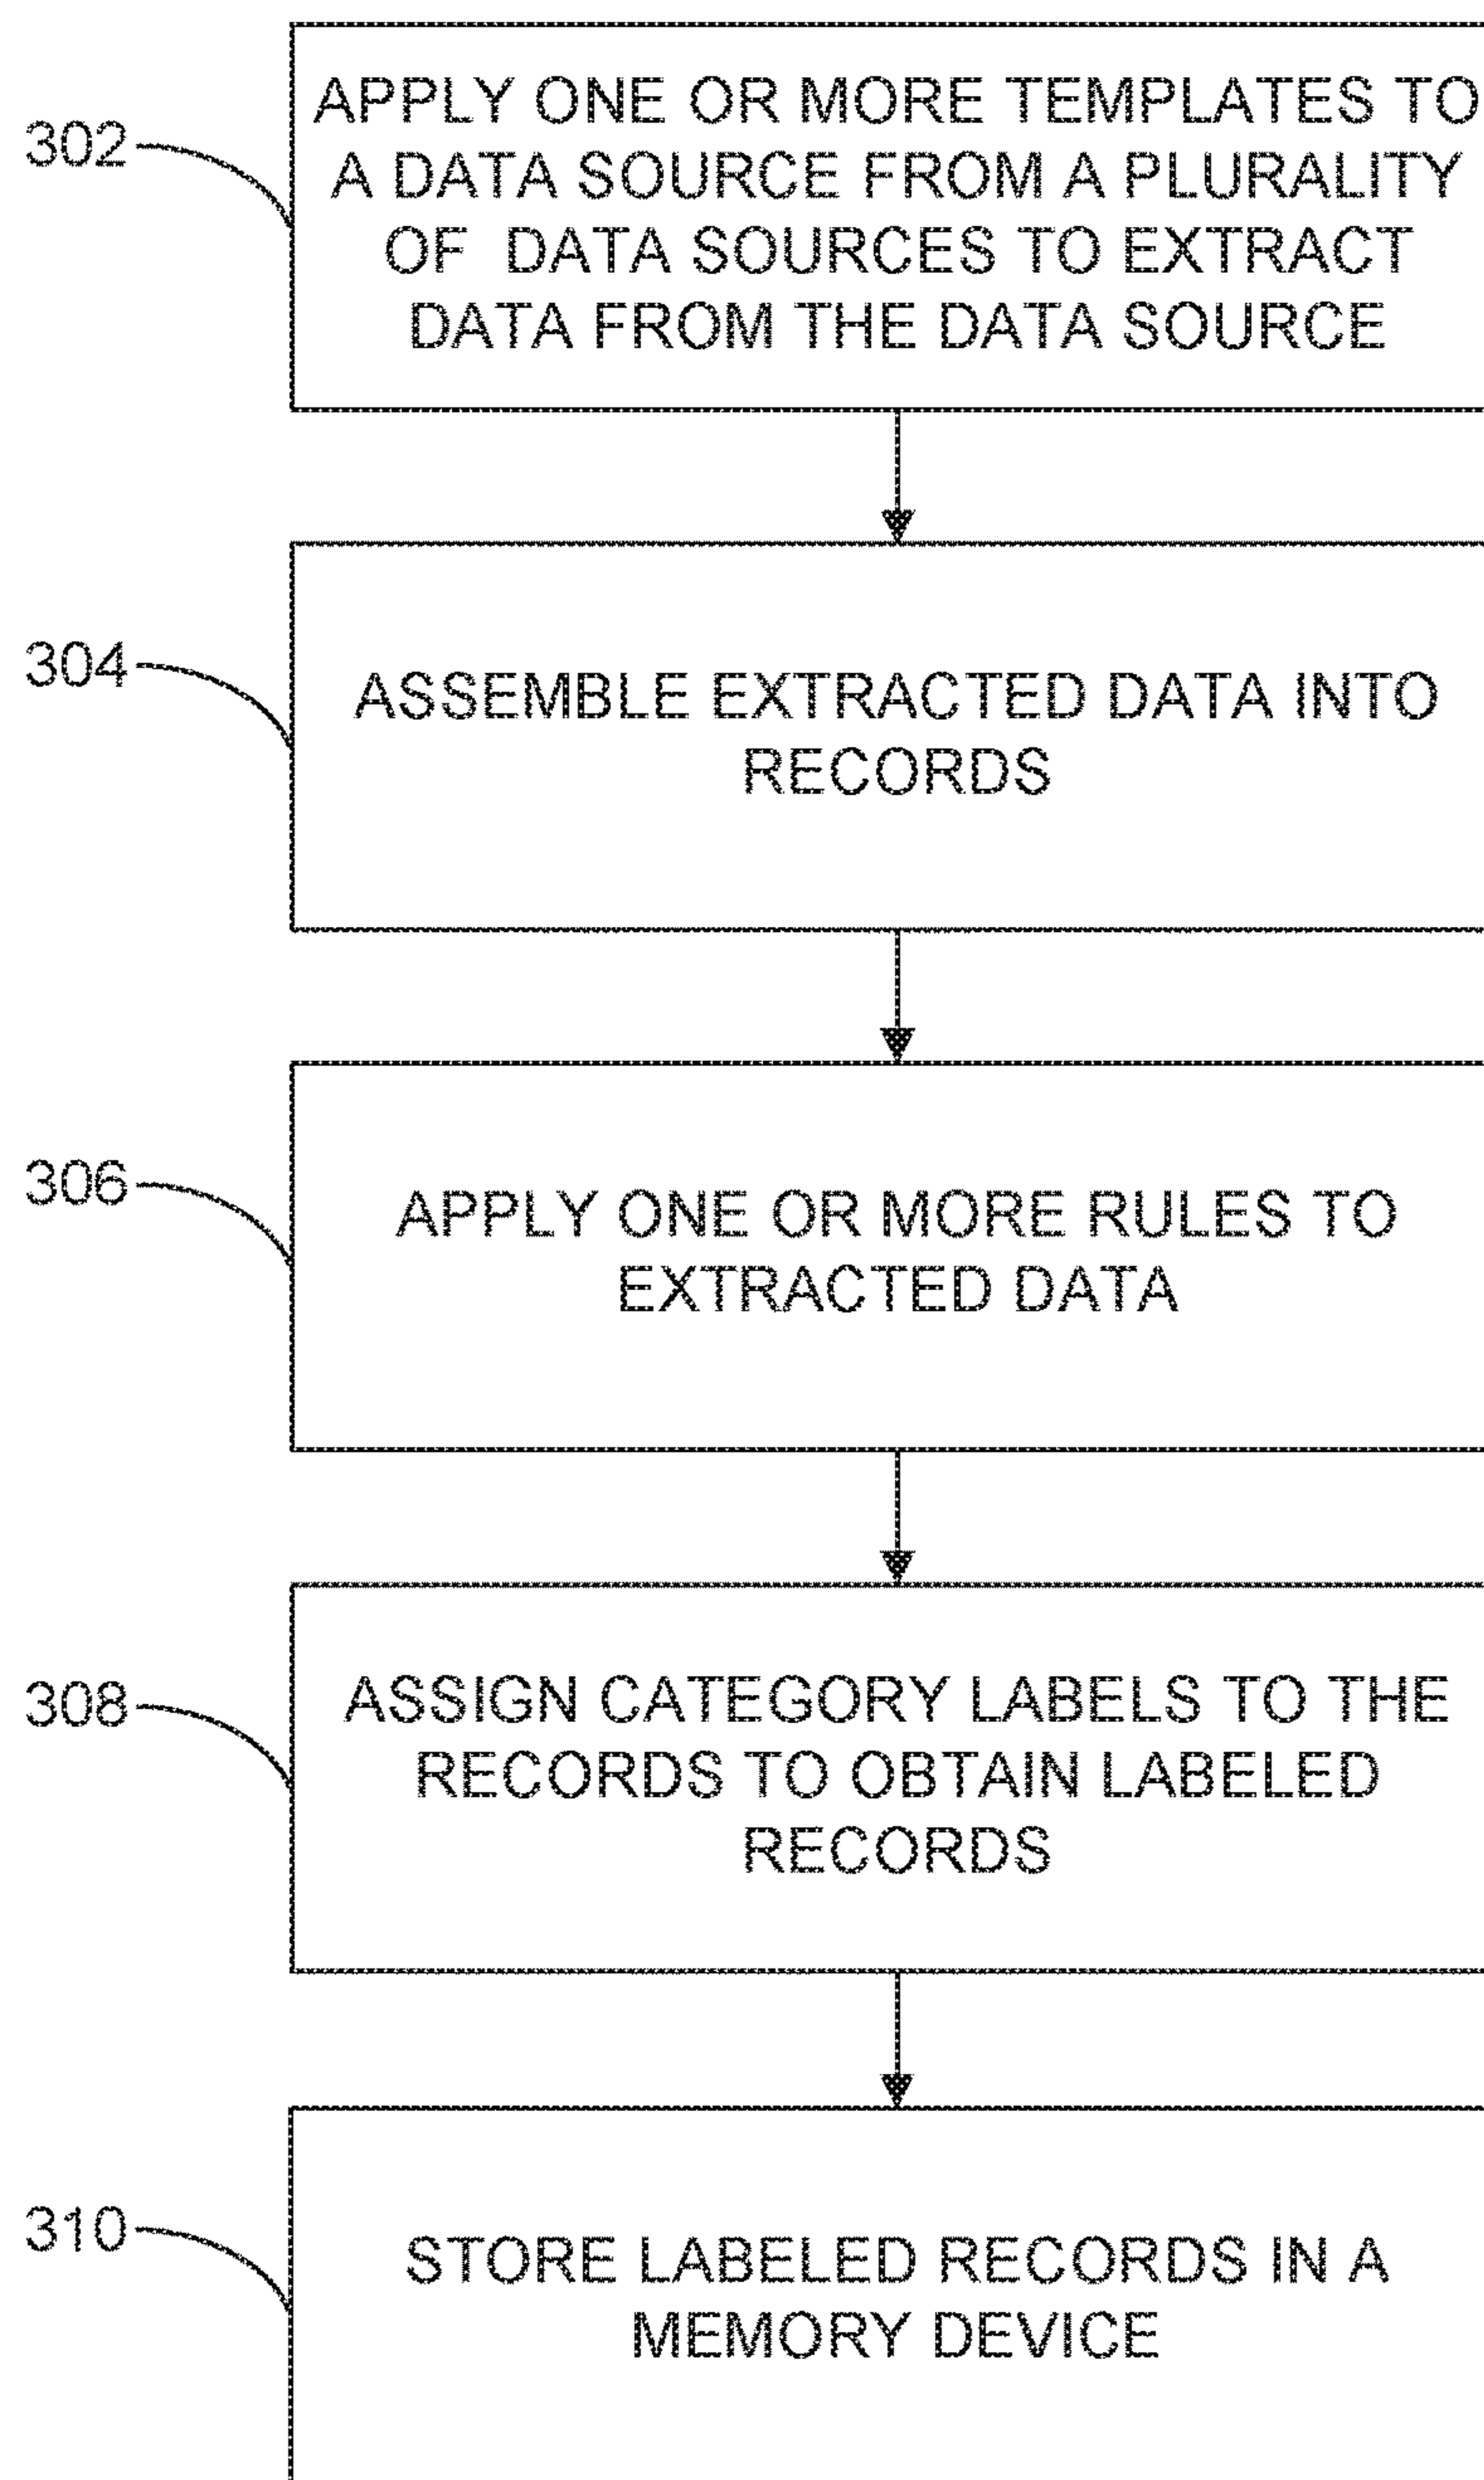 302
APPLY ONE OR MORE TEMPLATES TO
A DATA SOURCE FROM A PLURALITY
OF DATA SOURCES TO EXTRACT
DATA FROM THE DATA SOURCE
304
ASSEMBLE EXTRACTED DATA INTO
RECORDS
306
APPLY ONE OR MORE RULES TO
EXTRACTED DATA
308
ASSIGN CATEGORY LABELS TO THE
RECORDS TO OBTAIN LABELED
RECORDS
310
STORE LABELED RECORDS IN A
MEMORY DEVICE